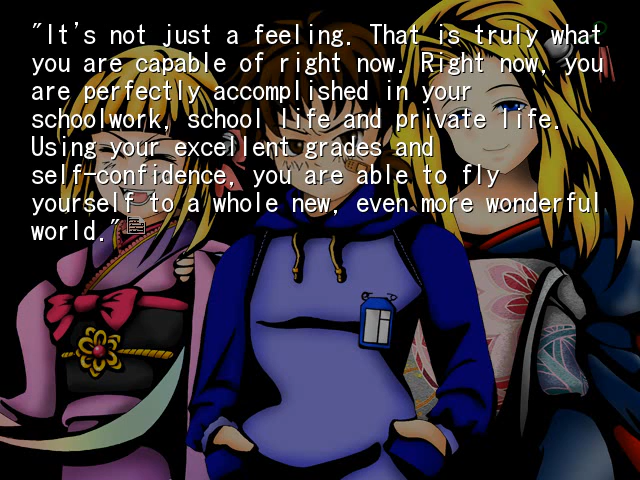 "It's not just a feeling. That is truly what
you are capable of right now. Right now, you
are perfectly accomplished in your
schoolwork, school life and private life.
Using your excellent grades and
self-confidence, you are able to fly
yourself to a whole new, even more wonderful
world."